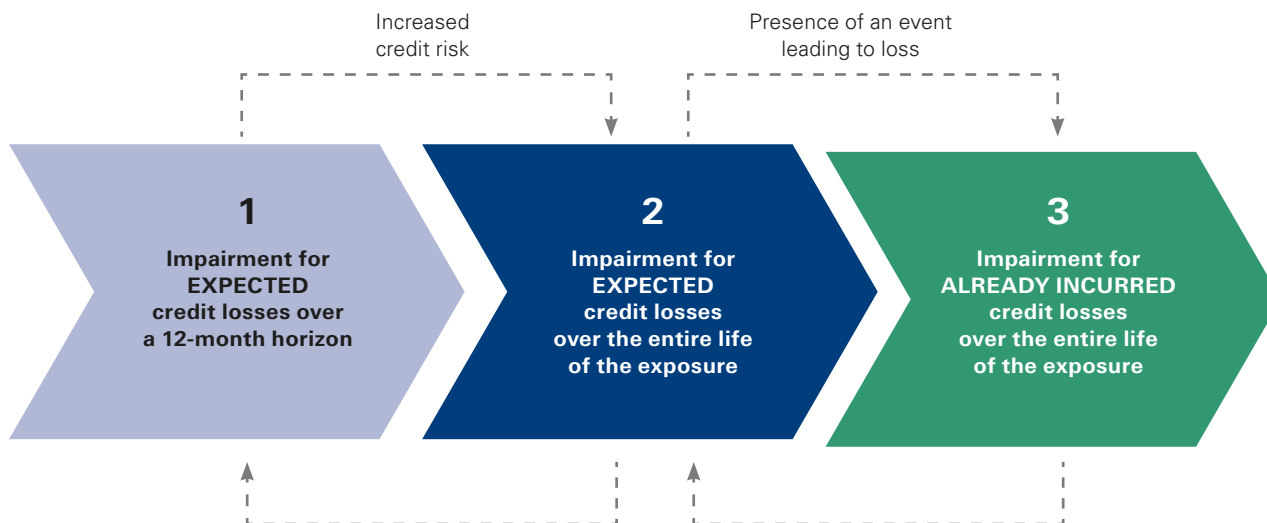 Increased
credit risk
Presence of an event
leading to loss
1
Impairment for
EXPECTED
credit losses over
a 12-month horizon
2
Impairment for
EXPECTED
credit losses
over the entire life
of the exposure
3
Impairment for
ALREADY INCURRED
credit losses
over the entire life
of the exposure